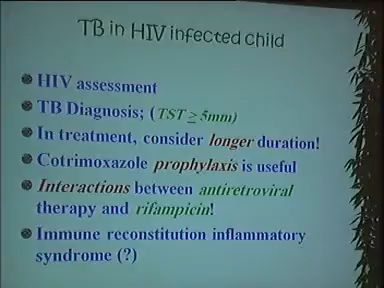 TB in HIV infected child
HIV assessment
TB Diagnosis; (TST ≥ 5mm)
In treatment, consider longer duration!
Cotrimoxazole prophylaxis is useful
Interactions between antiretroviral
therapy and rifampicin!
Immune reconstitution inflammatory
syndrome (?)